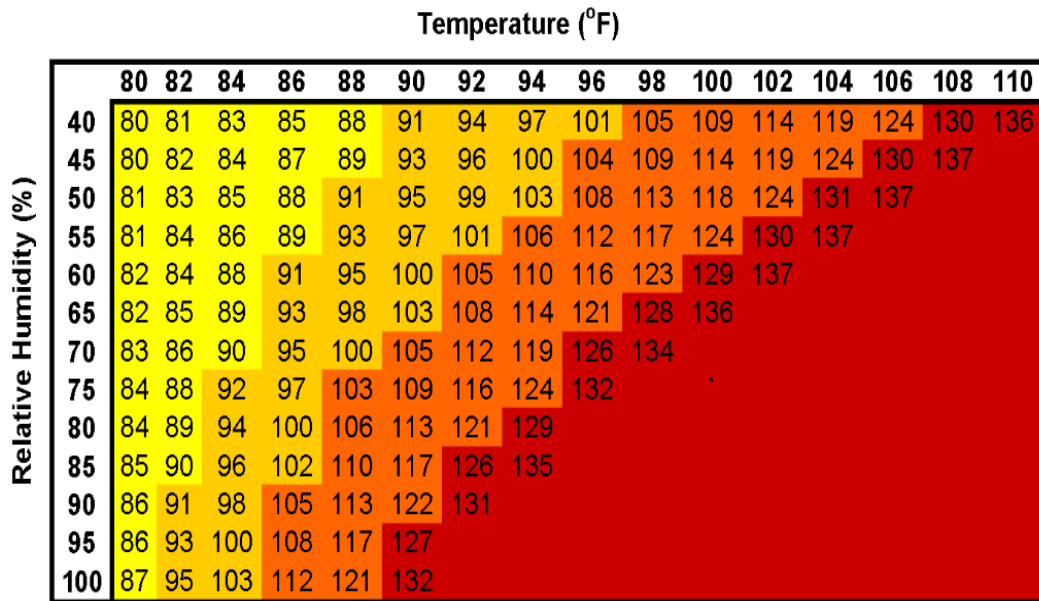 Temperature (°F)
80 82 84 86 88 90 92 94 96 98 100 102 104 106 108 110
Relative Humidity (%)
40 80 81 83 85 88 91 94 97 101 105 109 114 119 124 130 136
45 80 82 84 87 89 93 96 100 104 109 114 119 124 130 137
50 81 83 85 88 91 95 99 103 108 113 118 124 131 137
55 81 84 86 89 93 97 101 106 112 117 124 130 137
60 82 84 88 91 95 100 105 110 116 123 129 137
65 82 85 89 93 98 103 108 114 121 128 136
70 83 86 90 95 100 105 112 119 126 134
75 84 88 92 97 103 109 116 124 132
80 84 89 94 100 106 113 121 129
85 85 90 96 102 110 117 126 135
90 86 91 98 105 113 122 131
95 86 93 100 108 117 127
100 87 95 103 112 121 132